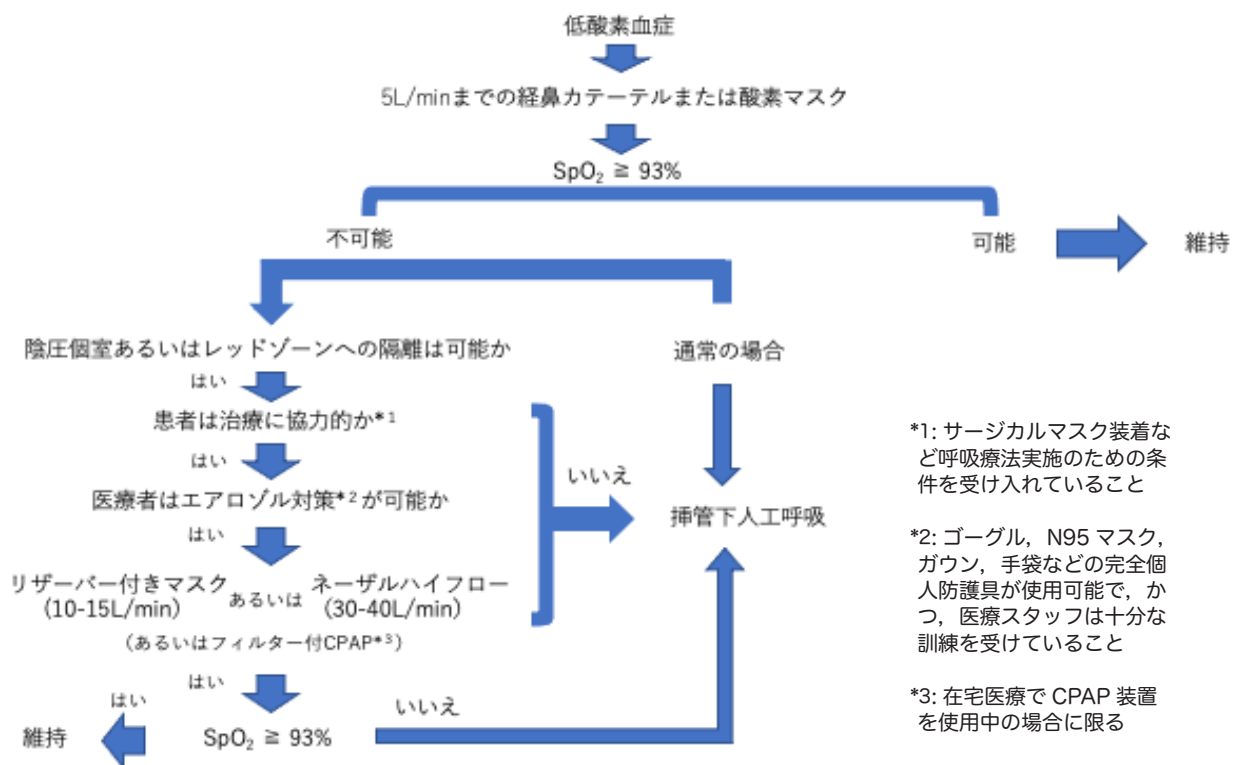 低酸素血症
5L/minまでの経鼻カテーテルまたは酸素マスク
SpO₂ ≧ 93%
不可能
可能
維持
陰圧個室あるいはレッドゾーンへの隔離は可能か
通常の場合
はい
患者は治療に協力的か*1
はい
いいえ
医療者はエアロゾル対策*2が可能か
挿管下人工呼吸
はい
リザーバー付きマスク
(10-15L/min)
あるいは
ネーザルハイフロー
(30-40L/min)
(あるいはフィルター付CPAP*3)
はい
はい
いいえ
維持
SpO₂ ≧ 93%
*1: サージカルマスク装着な
ど呼吸療法実施のための条
件を受け入れていること
*2: ゴーグル,N95 マスク,
ガウン,手袋などの完全個
人防護具が使用可能で,か
つ,医療スタッフは十分な
訓練を受けていること
*3: 在宅医療で CPAP 装置
を使用中の場合に限る